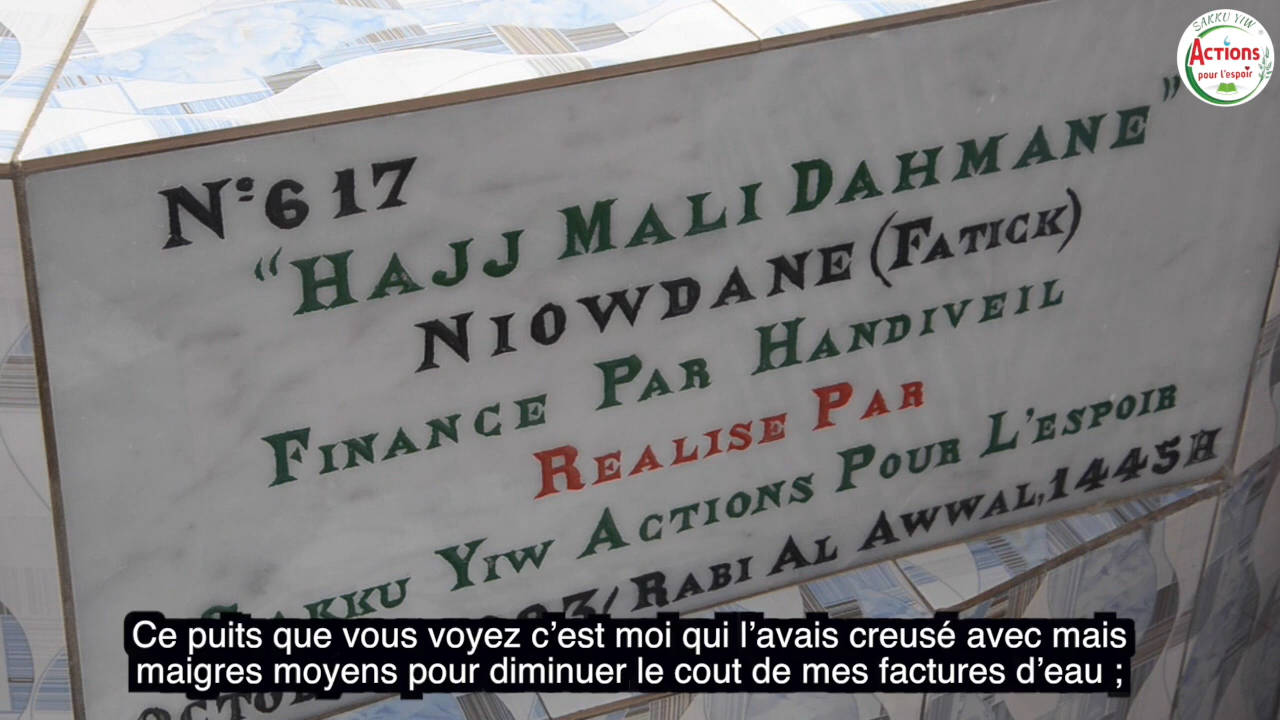 SAKKU YIW
ACTIONS
pour l'espoir
N°617
"HAJJ MALI DAHMANE"
NIOWDANE (FATICK)
FINANCE PAR HANDIVEIL
REALISE PAR
SAKKU YIW ACTIONS POUR L'ESPOIR
/ RABI AL AWWAL, 1445H
Ce puits que vous voyez c’est moi qui l’avais creusé avec mais
maigres moyens pour diminuer le cout de mes factures d’eau ;